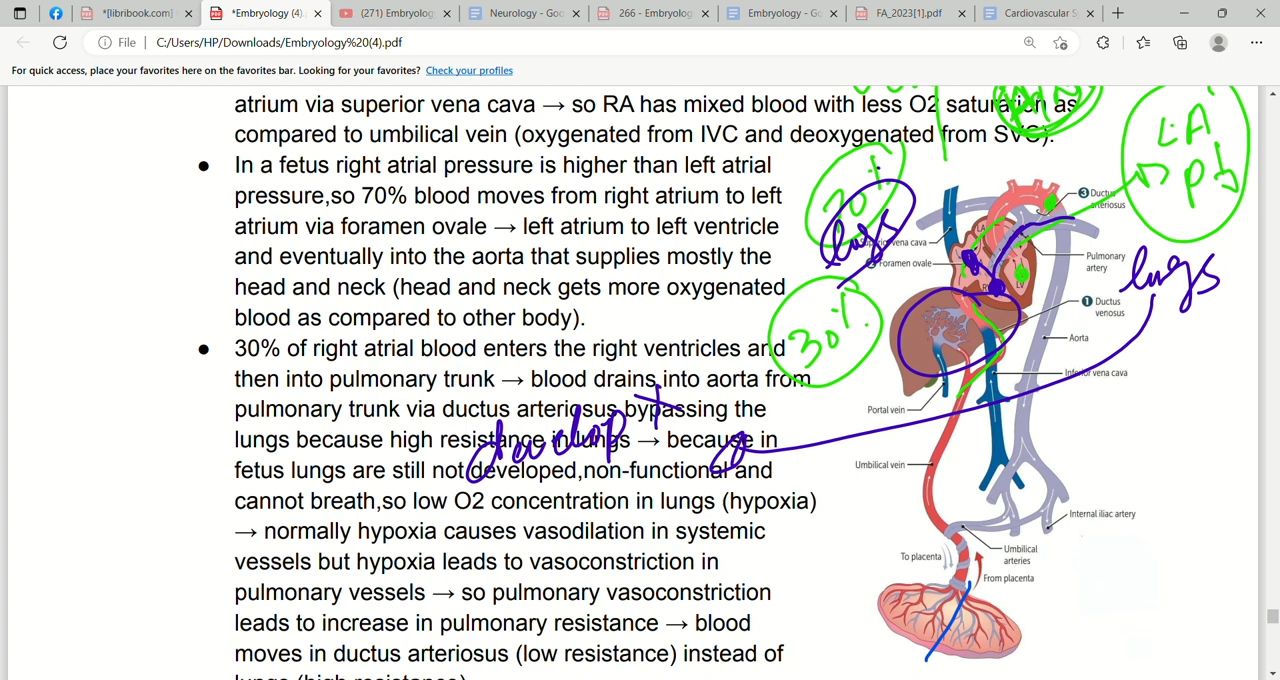 *[libribook.com]
*Embryology (4).
(271) Embryolog
Neurology - Goo
266 - Embryolog
Embryology - Go
FA_2023[1].pdf
Cardiovascular S
File
C:/Users/HP/Downloads/Embryology%20(4).pdf
For quick access, place your favorites here on the favorites bar. Looking for your favorites? Check your profiles
atrium via superior vena cava → so RA has mixed blood with less O2 saturation as
compared to umbilical vein (oxygenated from IVC and deoxygenated from SVC).
● In a fetus right atrial pressure is higher than left atrial
pressure,so 70% blood moves from right atrium to left
atrium via foramen ovale → left atrium to left ventricle
and eventually into the aorta that supplies mostly the
head and neck (head and neck gets more oxygenated
blood as compared to other body).
● 30% of right atrial blood enters the right ventricles and
then into pulmonary trunk → blood drains into aorta from
pulmonary trunk via ductus arteriosus bypassing the
lungs because high resistance in lungs → because in
fetus lungs are still not developed,non-functional and
cannot breath,so low O2 concentration in lungs (hypoxia)
→ normally hypoxia causes vasodilation in systemic
vessels but hypoxia leads to vasoconstriction in
pulmonary vessels → so pulmonary vasoconstriction
leads to increase in pulmonary resistance → blood
moves in ductus arteriosus (low resistance) instead of
lungs (high resistance)
LA
P↓
lungs
30%
lungs
develop
3 Ductus
arteriosus
Superior vena cava
2 Foramen ovale
LA
RV
LV
Pulmonary
artery
1 Ductus
venosus
Aorta
Inferior vena cava
Portal vein
Umbilical vein
Internal iliac artery
To placenta
Umbilical
arteries
From placenta